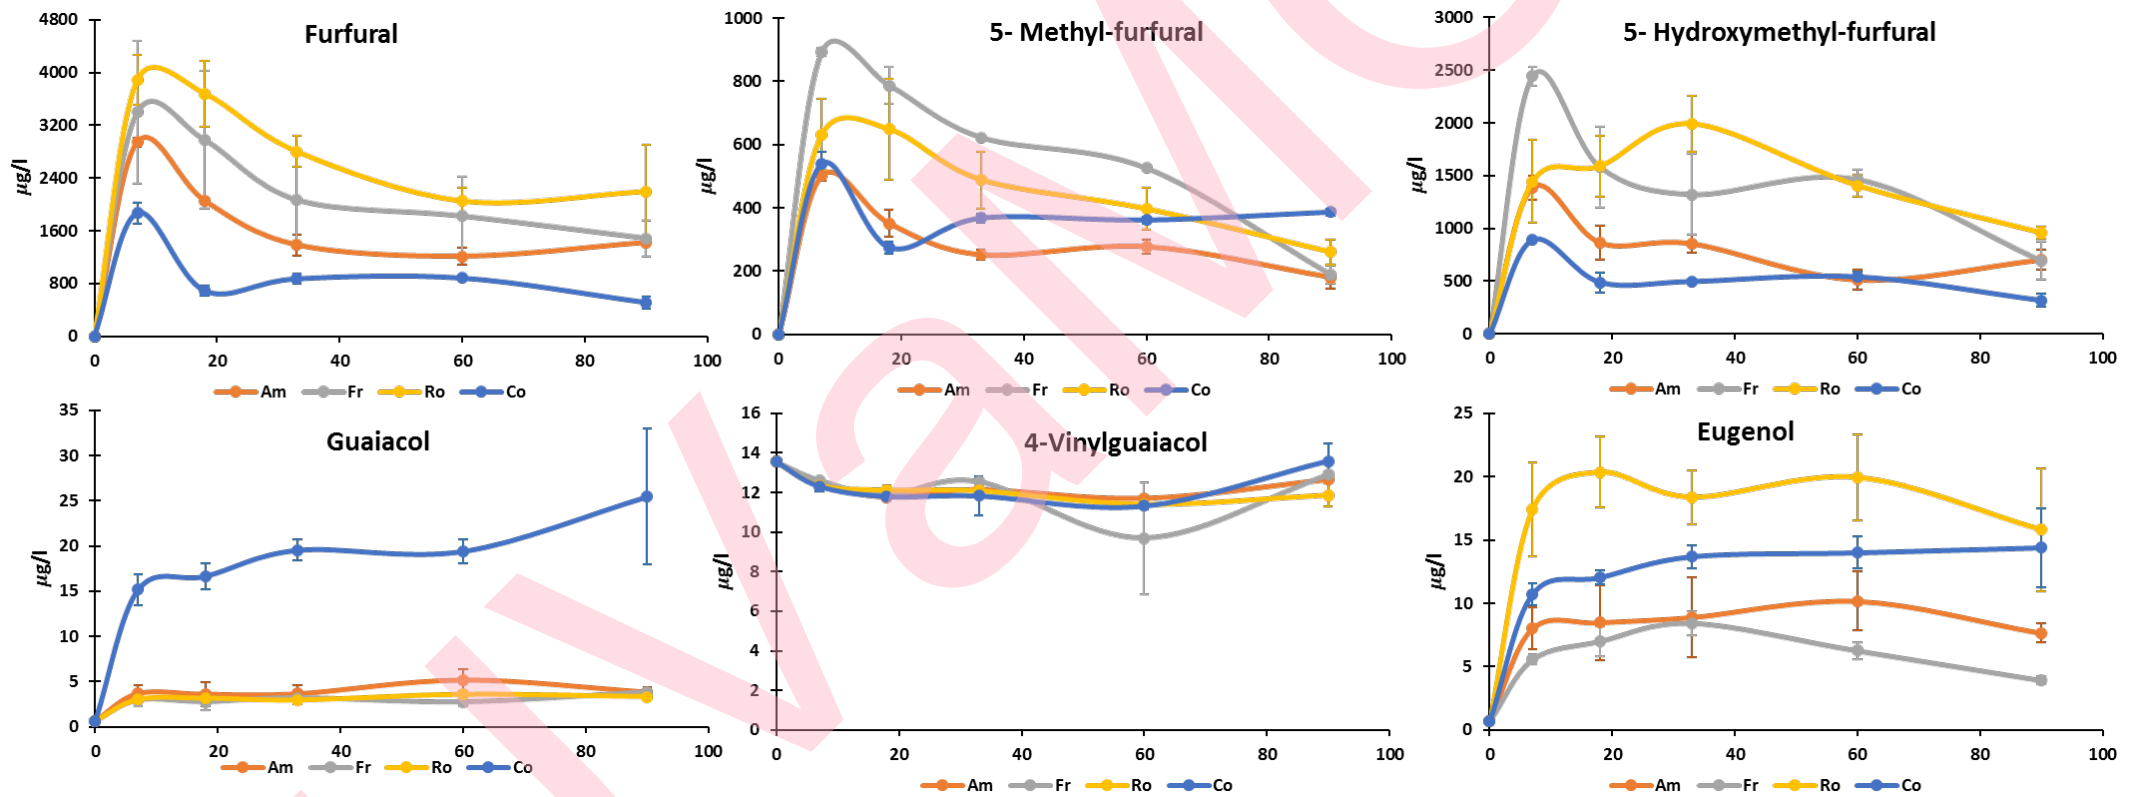 Furfural
4800
4000
3200
2400
1600
800
0
µg/l
0 20 40 60 80 100
Am Fr Ro Co
5- Methyl-furfural
1000
800
600
400
200
0
µg/l
0 20 40 60 80 100
Am Fr Ro Co
5- Hydroxymethyl-furfural
3000
2500
2000
1500
1000
500
0
µg/l
0 20 40 60 80 100
Am Fr Ro Co
Guaiacol
35
30
25
20
15
10
5
0
µg/l
0 20 40 60 80 100
Am Fr Ro Co
4-Vinylguaiacol
16
14
12
10
8
6
4
2
0
µg/l
0 20 40 60 80 100
Am Fr Ro Co
Eugenol
25
20
15
10
5
0
µg/l
0 20 40 60 80 100
Am Fr Ro Co